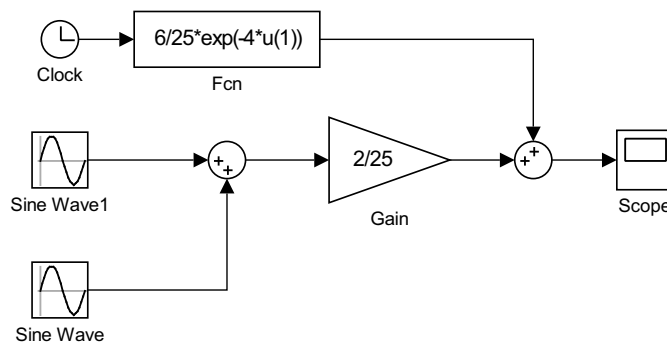 6/25*exp(-4*u(1))
Clock
Fcn
Sine Wave1
++
2/25
Gain
++
Scope
Sine Wave